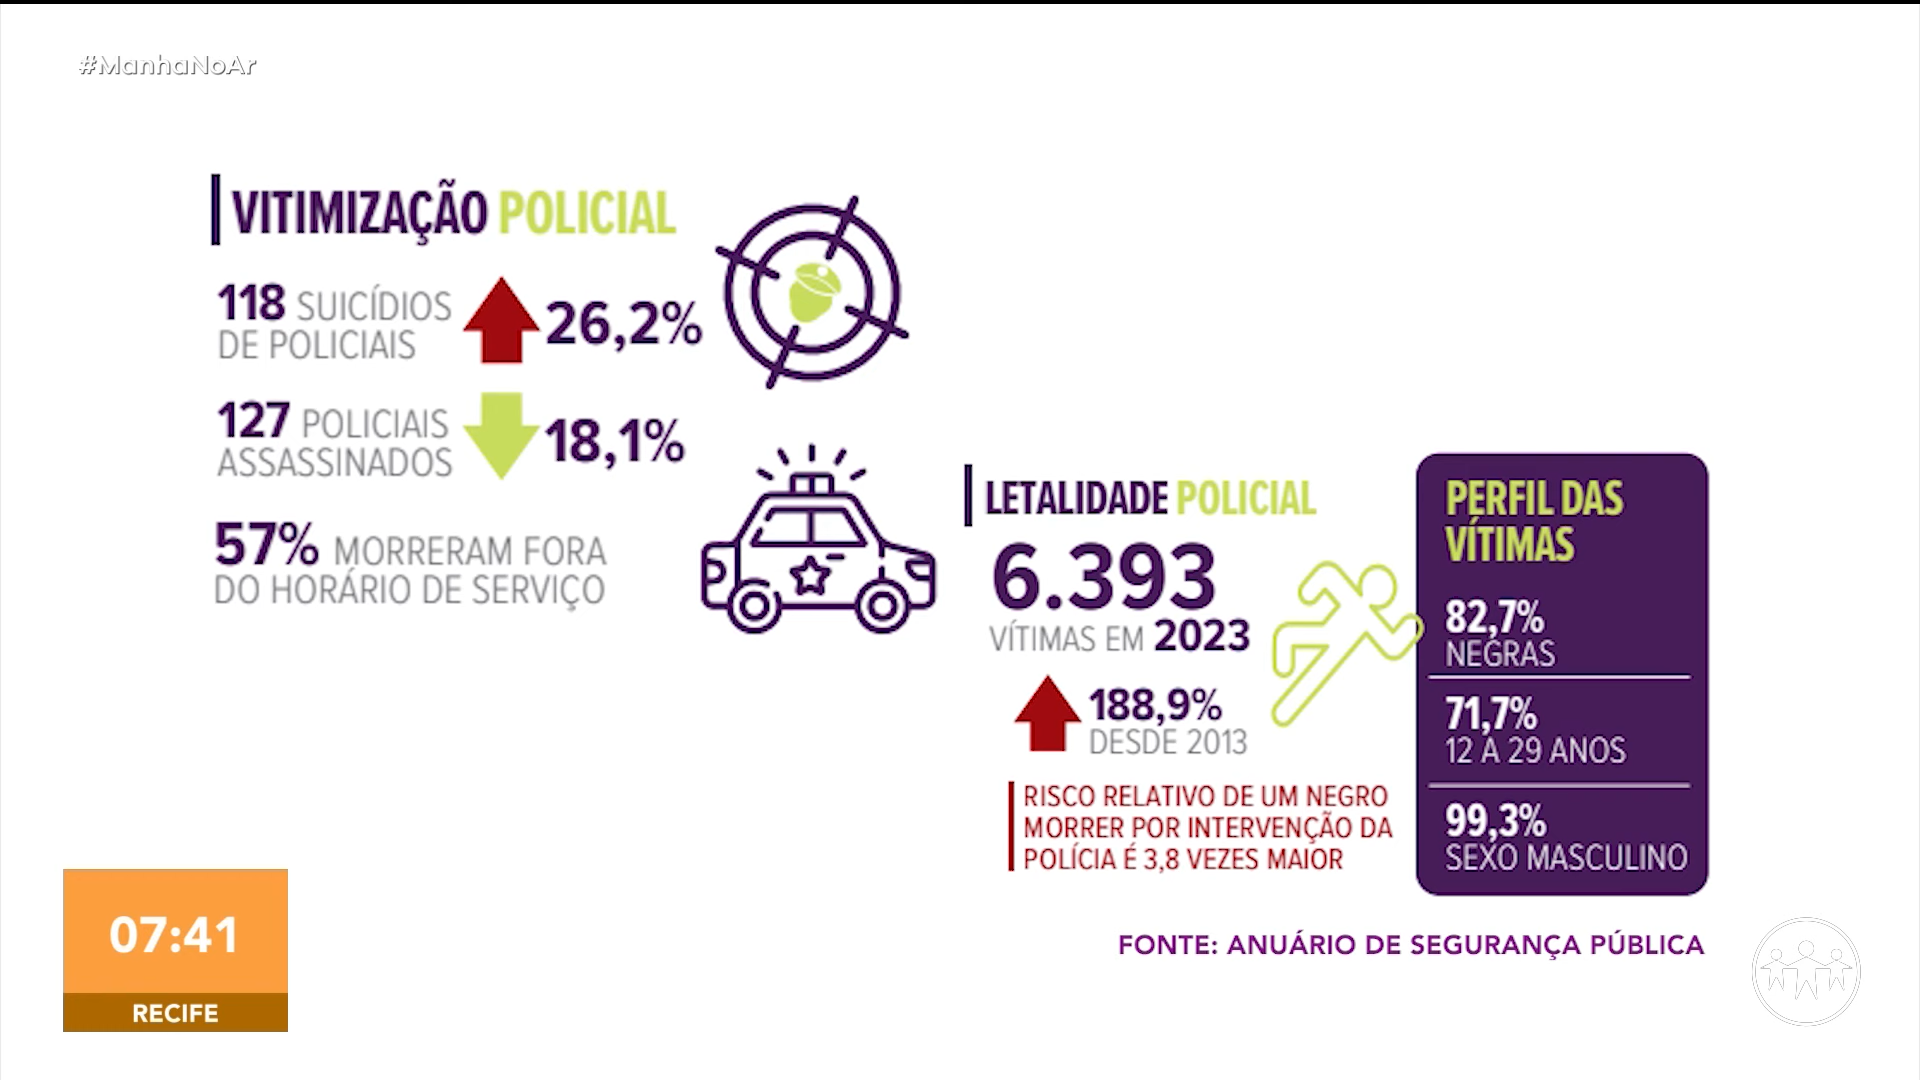 #ManhaNoAr
VITIMIZAÇÃO POLICIAL
118 SUICÍDIOS
DE POLICIAIS
26,2%
127 POLICIAIS
ASSASSINADOS
18,1%
57% MORRERAM FORA
DO HORÁRIO DE SERVIÇO
LETALIDADE POLICIAL
6.393
VÍTIMAS EM 2023
188,9%
DESDE 2013
RISCO RELATIVO DE UM NEGRO
MORRER POR INTERVENÇÃO DA
POLÍCIA É 3,8 VEZES MAIOR
PERFIL DAS
VÍTIMAS
82,7%
NEGRAS
71,7%
12 A 29 ANOS
99,3%
SEXO MASCULINO
FONTE: ANUÁRIO DE SEGURANÇA PÚBLICA
07:41
RECIFE